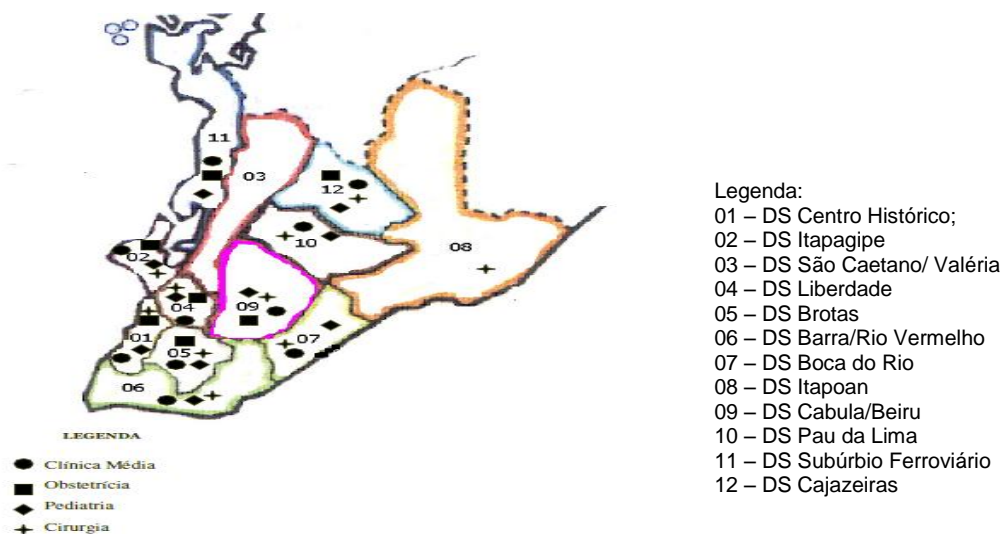 11
03
12
10
08
02
04
09
01
05
07
06
LEGENDA
Clínica Média
Obstetrícia
Pediatria
Cirurgia
Legenda:
01 – DS Centro Histórico;
02 – DS Itapagipe
03 – DS São Caetano/ Valéria
04 – DS Liberdade
05 – DS Brotas
06 – DS Barra/Rio Vermelho
07 – DS Boca do Rio
08 – DS Itapoan
09 – DS Cabula/Beiru
10 – DS Pau da Lima
11 – DS Subúrbio Ferroviário
12 – DS Cajazeiras